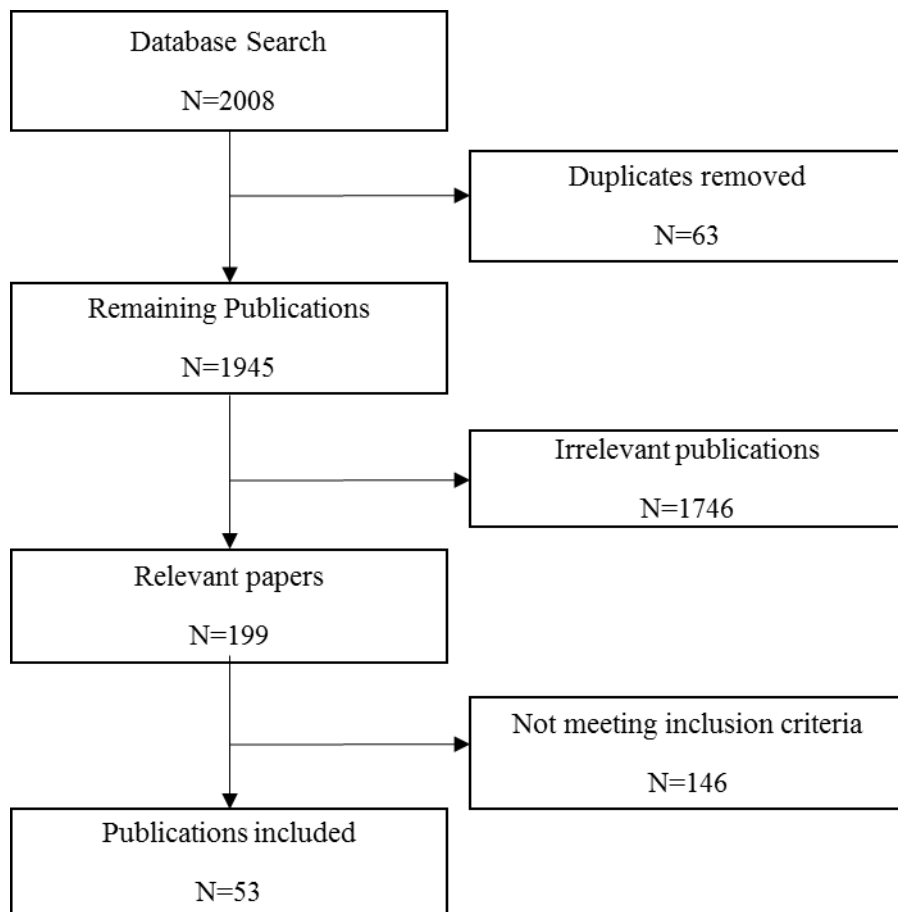 Database Search
N=2008
Duplicates removed
N=63
Remaining Publications
N=1945
Irrelevant publications
N=1746
Relevant papers
N=199
Not meeting inclusion criteria
N=146
Publications included
N=53